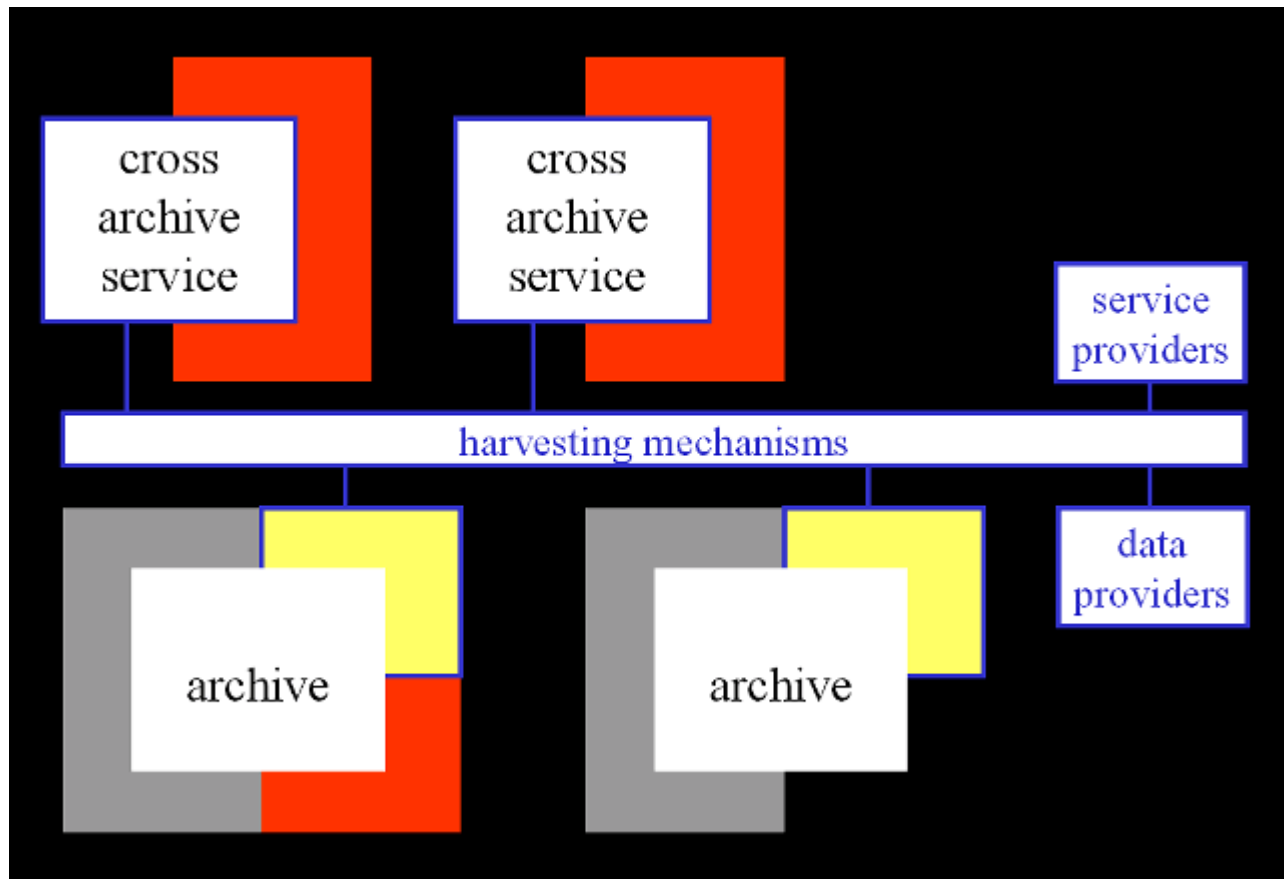 cross
archive
service
cross
archive
service
service
providers
harvesting mechanisms
archive
archive
data
providers